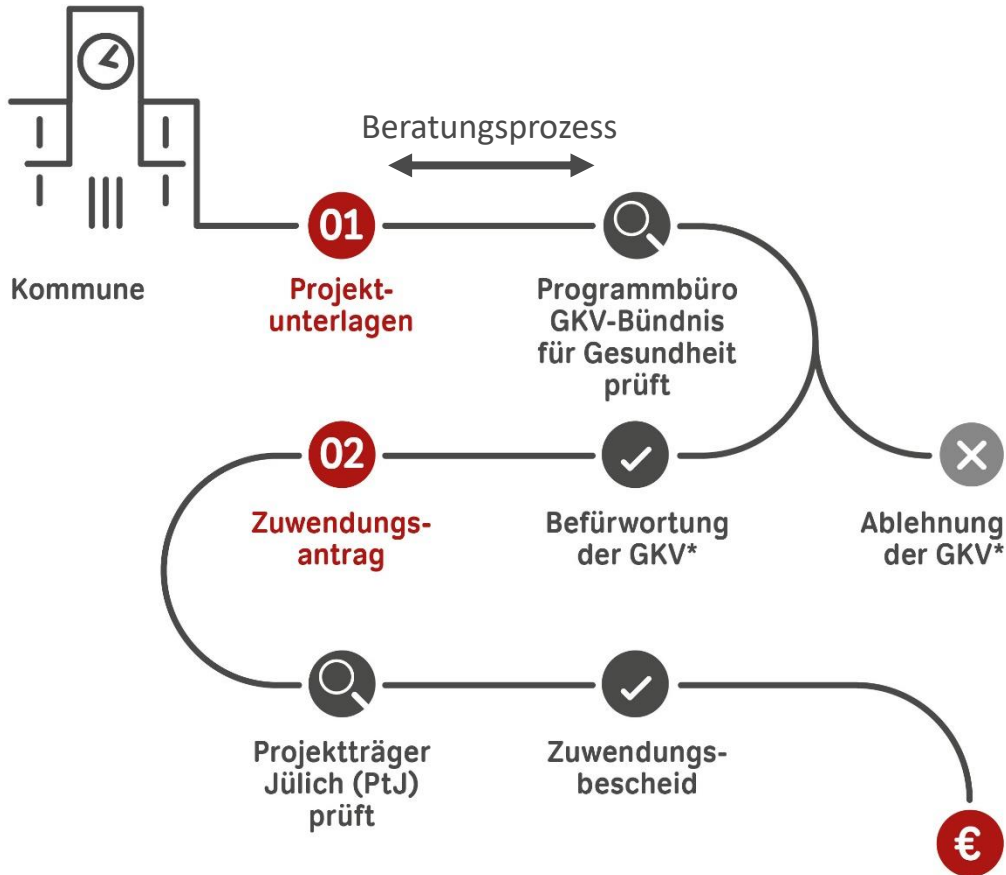 Beratungsprozess
01
Kommune
Projekt-
unterlagen
Programmbüro
GKV-Bündnis
für Gesundheit
prüft
02
Zuwendungs-
antrag
Befürwortung
der GKV*
Ablehnung
der GKV*
Projektträger
Jülich (PtJ)
prüft
Zuwendungs-
bescheid
€